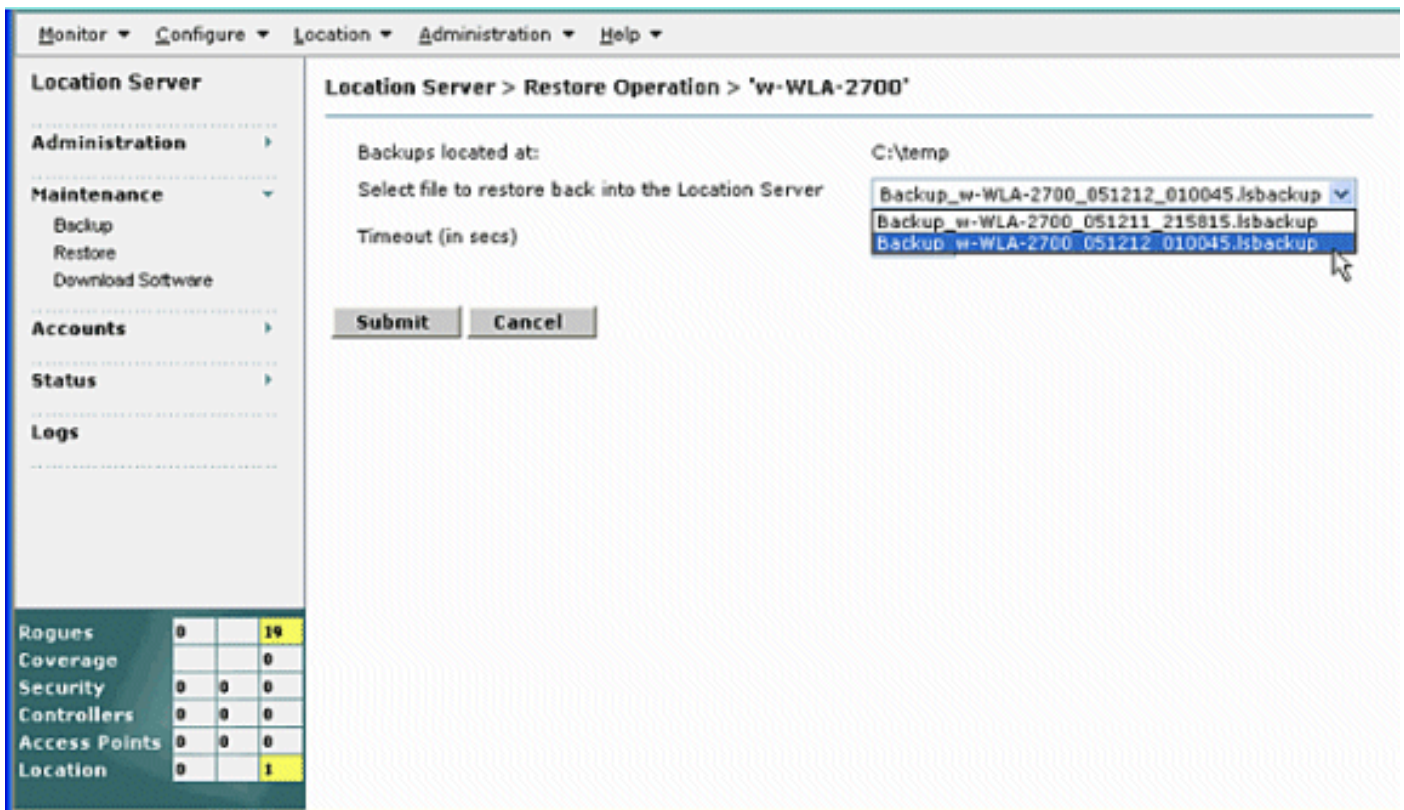 Monitor Configure Location Administration Help
Location Server
Administration
Maintenance
Backup
Restore
Download Software
Accounts
Status
Logs
Rogues 0 19
Coverage 0
Security 0 0 0
Controllers 0 0 0
Access Points 0 0 0
Location 0 1
Location Server > Restore Operation > 'w-WLA-2700'
Backups located at: C:\temp
Select file to restore back into the Location Server Backup_w-WLA-2700_051212_010045.lsbackup
Backup_w-WLA-2700_051211_215815.lsbackup
Timeout (in secs) Backup_w-WLA-2700_051212_010045.lsbackup
Submit Cancel